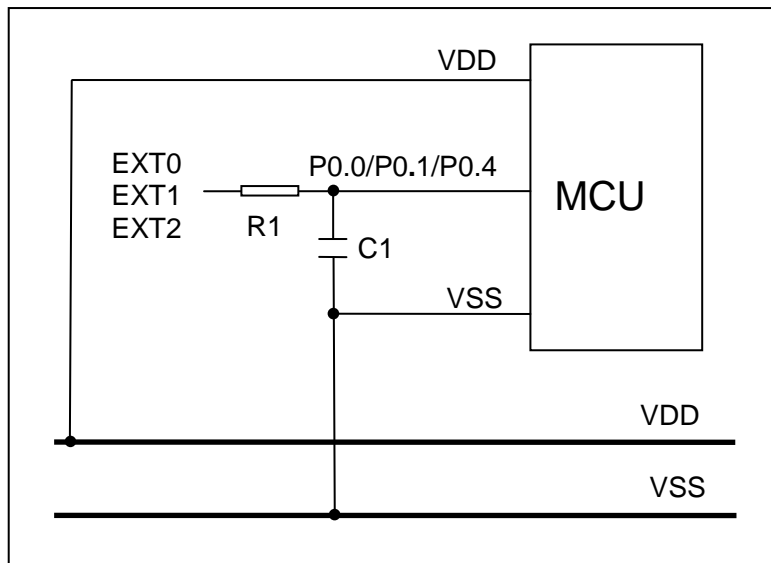 VDD
EXT0
P0.0/P0.1/P0.4
EXT1
MCU
EXT2
R1
C1
VSS
VDD
VSS